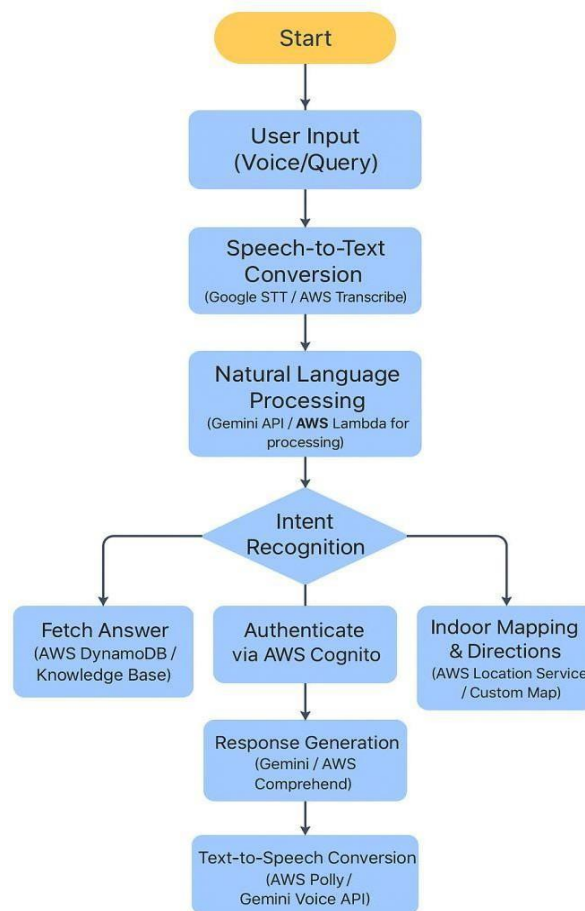 Start
User Input
(Voice/Query)
Speech-to-Text
Conversion
(Google STT / AWS Transcribe)
Natural Language
Processing
(Gemini API / AWS Lambda for
processing)
Intent
Recognition
Fetch Answer
(AWS DynamoDB /
Knowledge Base)
Authenticate
via AWS Cognito
Indoor Mapping
& Directions
(AWS Location Service
/ Custom Map)
Response Generation
(Gemini / AWS
Comprehend)
Text-to-Speech Conversion
(AWS Polly /
Gemini Voice API)